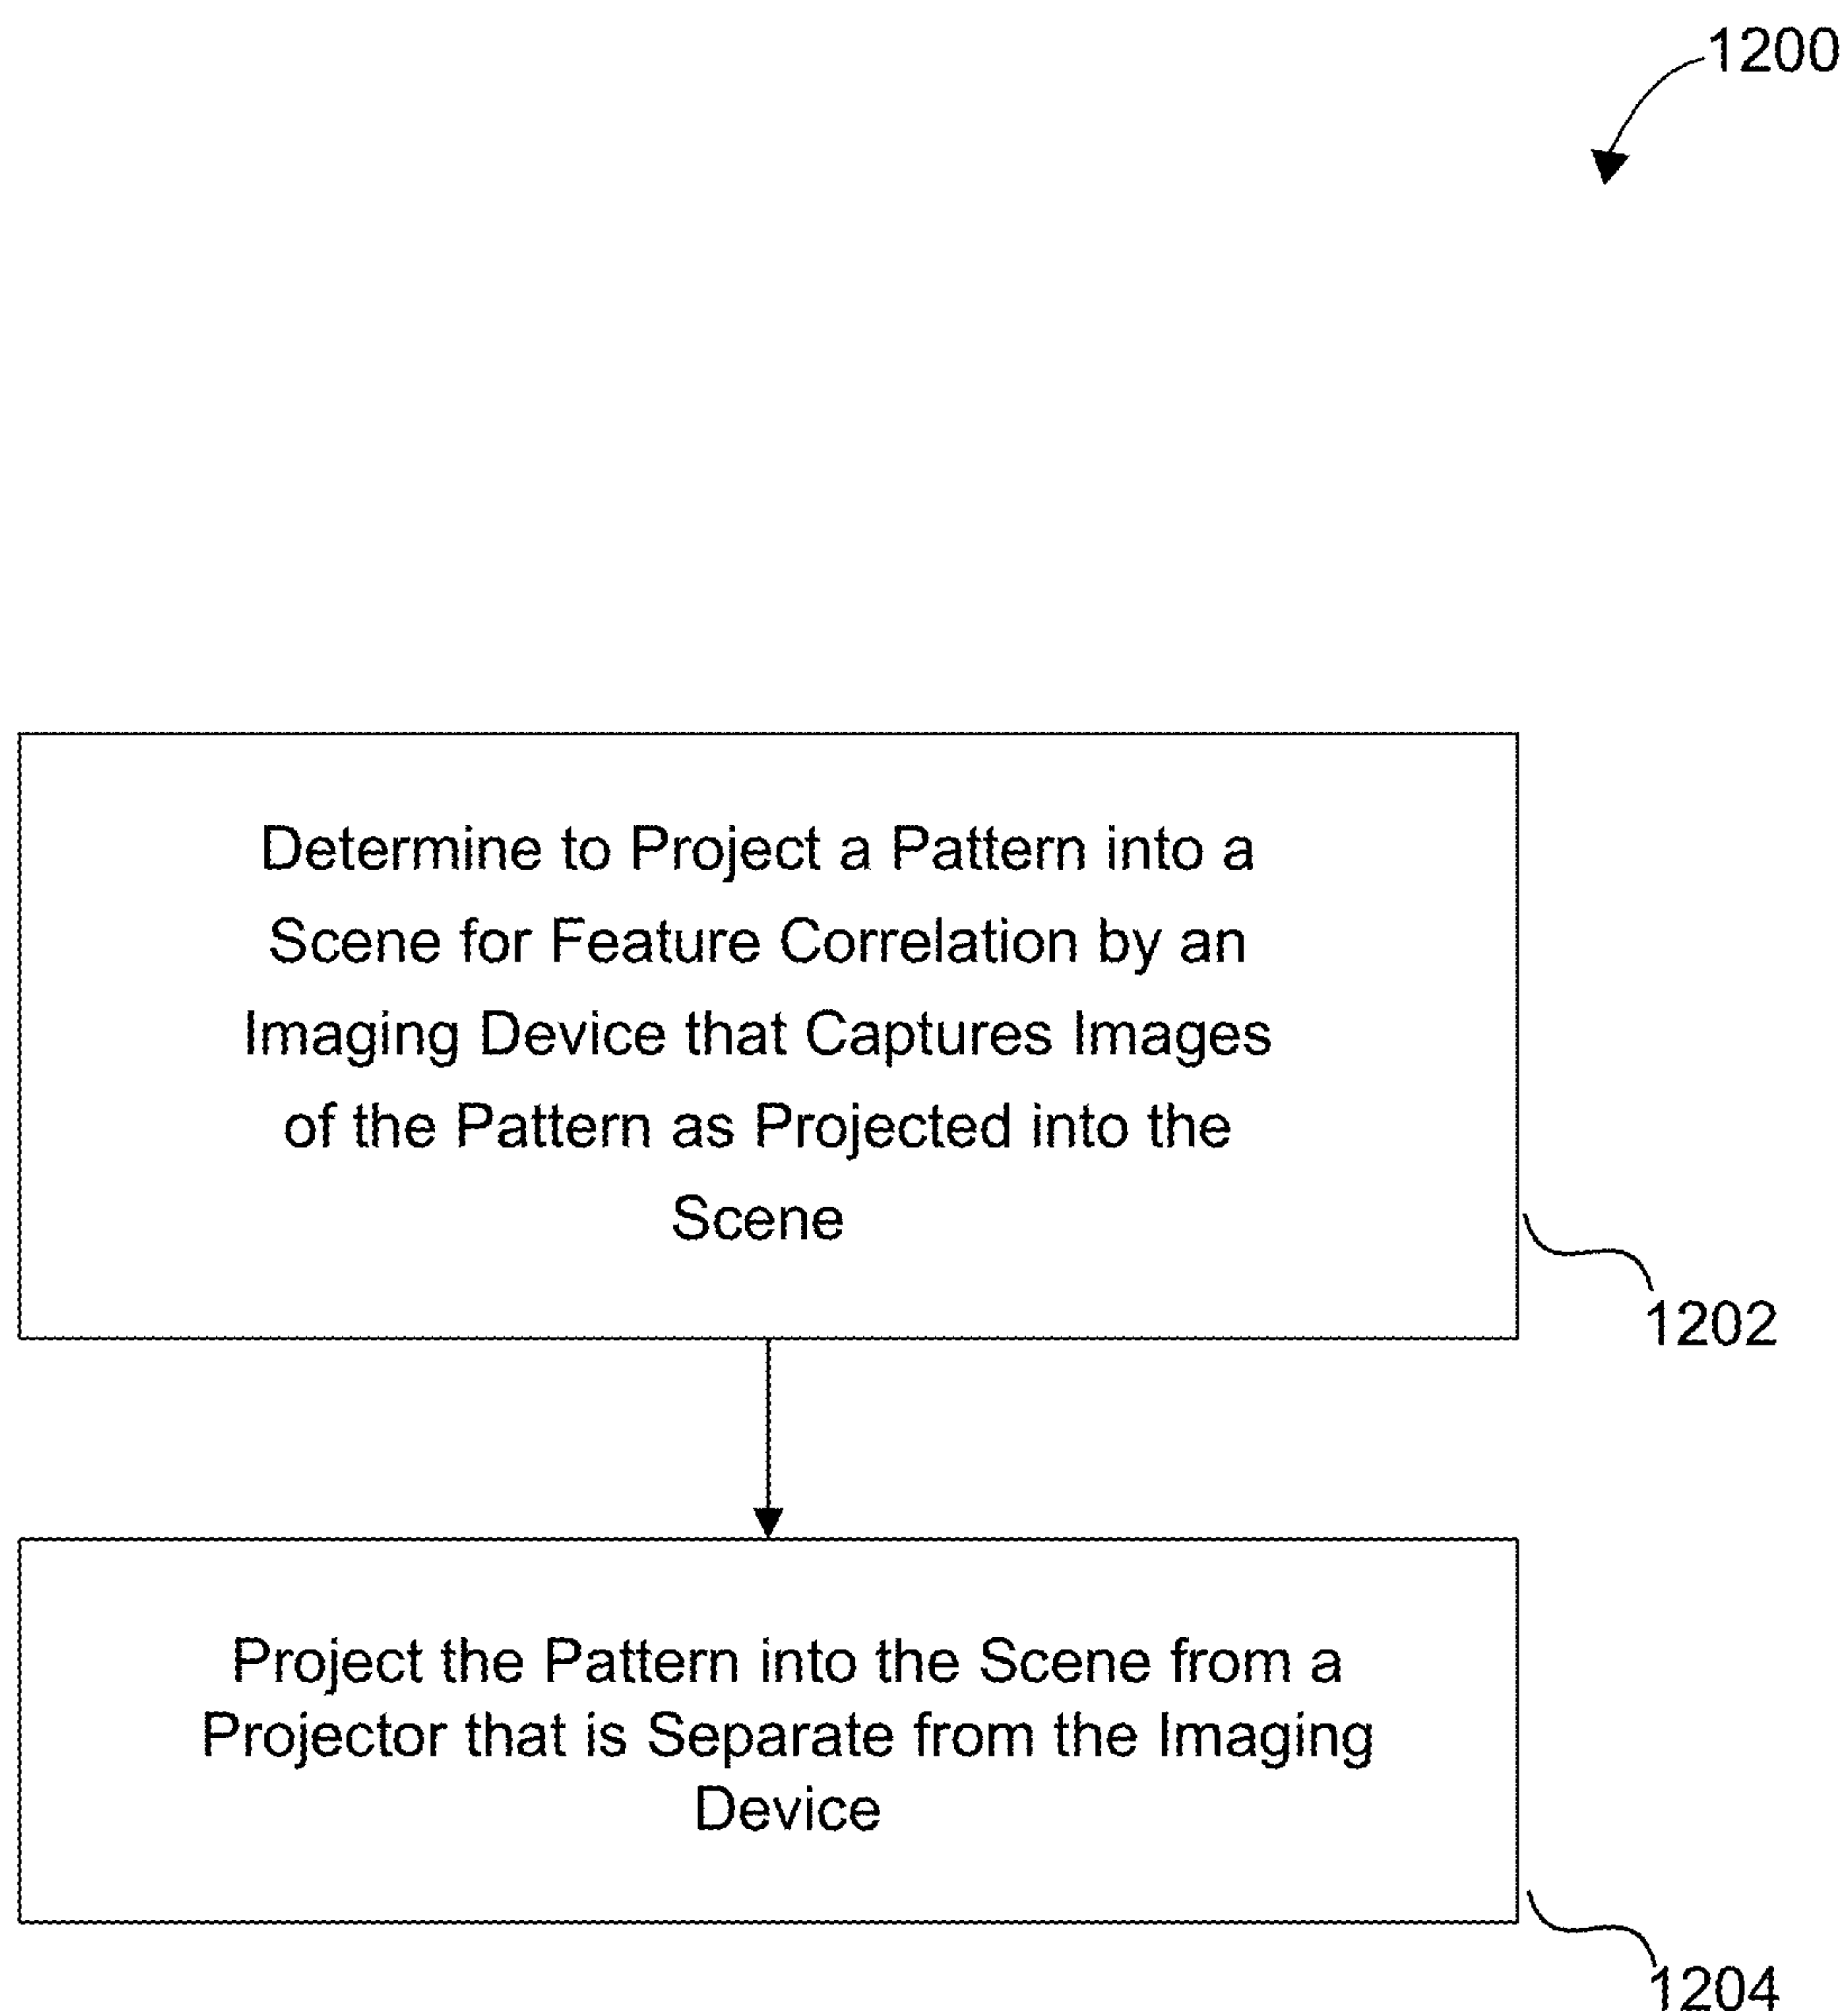 1200
Determine to Project a Pattern into a
Scene for Feature Correlation by an
Imaging Device that Captures Images
of the Pattern as Projected into the
Scene
1202
Project the Pattern into the Scene from a
Projector that is Separate from the Imaging
Device
1204